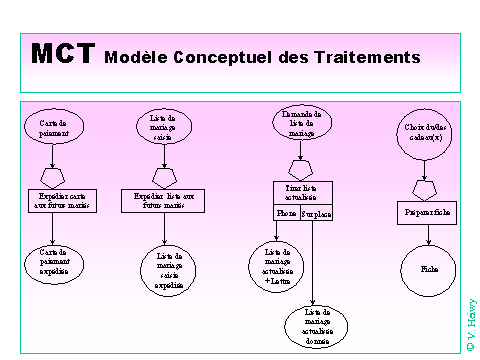 MCT Modèle Conceptuel des Traitements
Carte de
paiement
Liste de
mariage
saisie
Demande de
liste de
mariage
Choix du/des
cadeau(x)
Expédier carte
aux futurs mariés
Expédier liste aux
futurs mariés
Tirer liste
actualisée
Phone
Sur place
Préparer fiche
Carte de
paiement
expédiée
Liste de
mariage
saisie
expédiée
Liste de
mariage
actualisée
+ Lettre
Fiche
Liste de
mariage
actualisée
donnée
© V. Heiwy